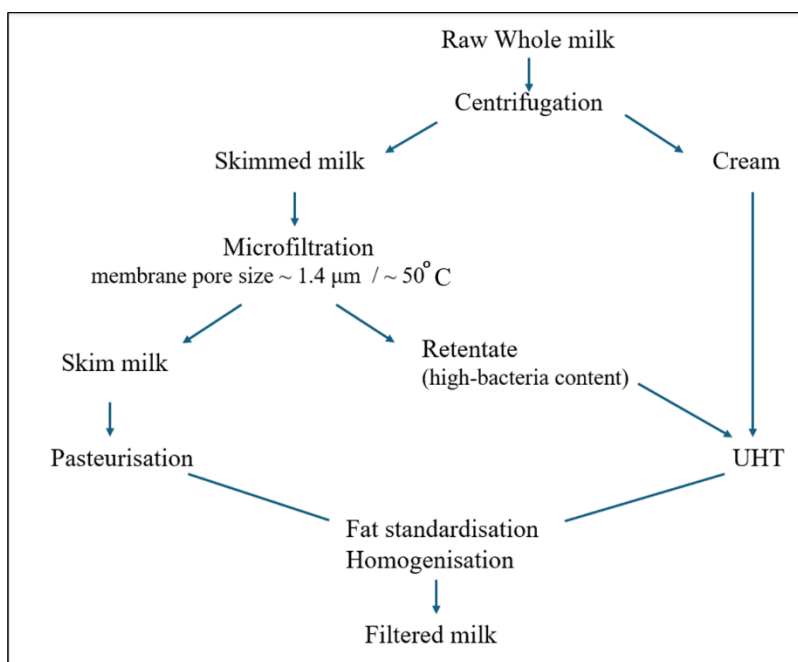 Raw Whole milk
Centrifugation
Skimmed milk
Cream
Microfiltration
membrane pore size ~ 1.4 μm / ~ 50°C
Skim milk
Retentate
(high-bacteria content)
Pasteurisation
UHT
Fat standardisation
Homogenisation
Filtered milk